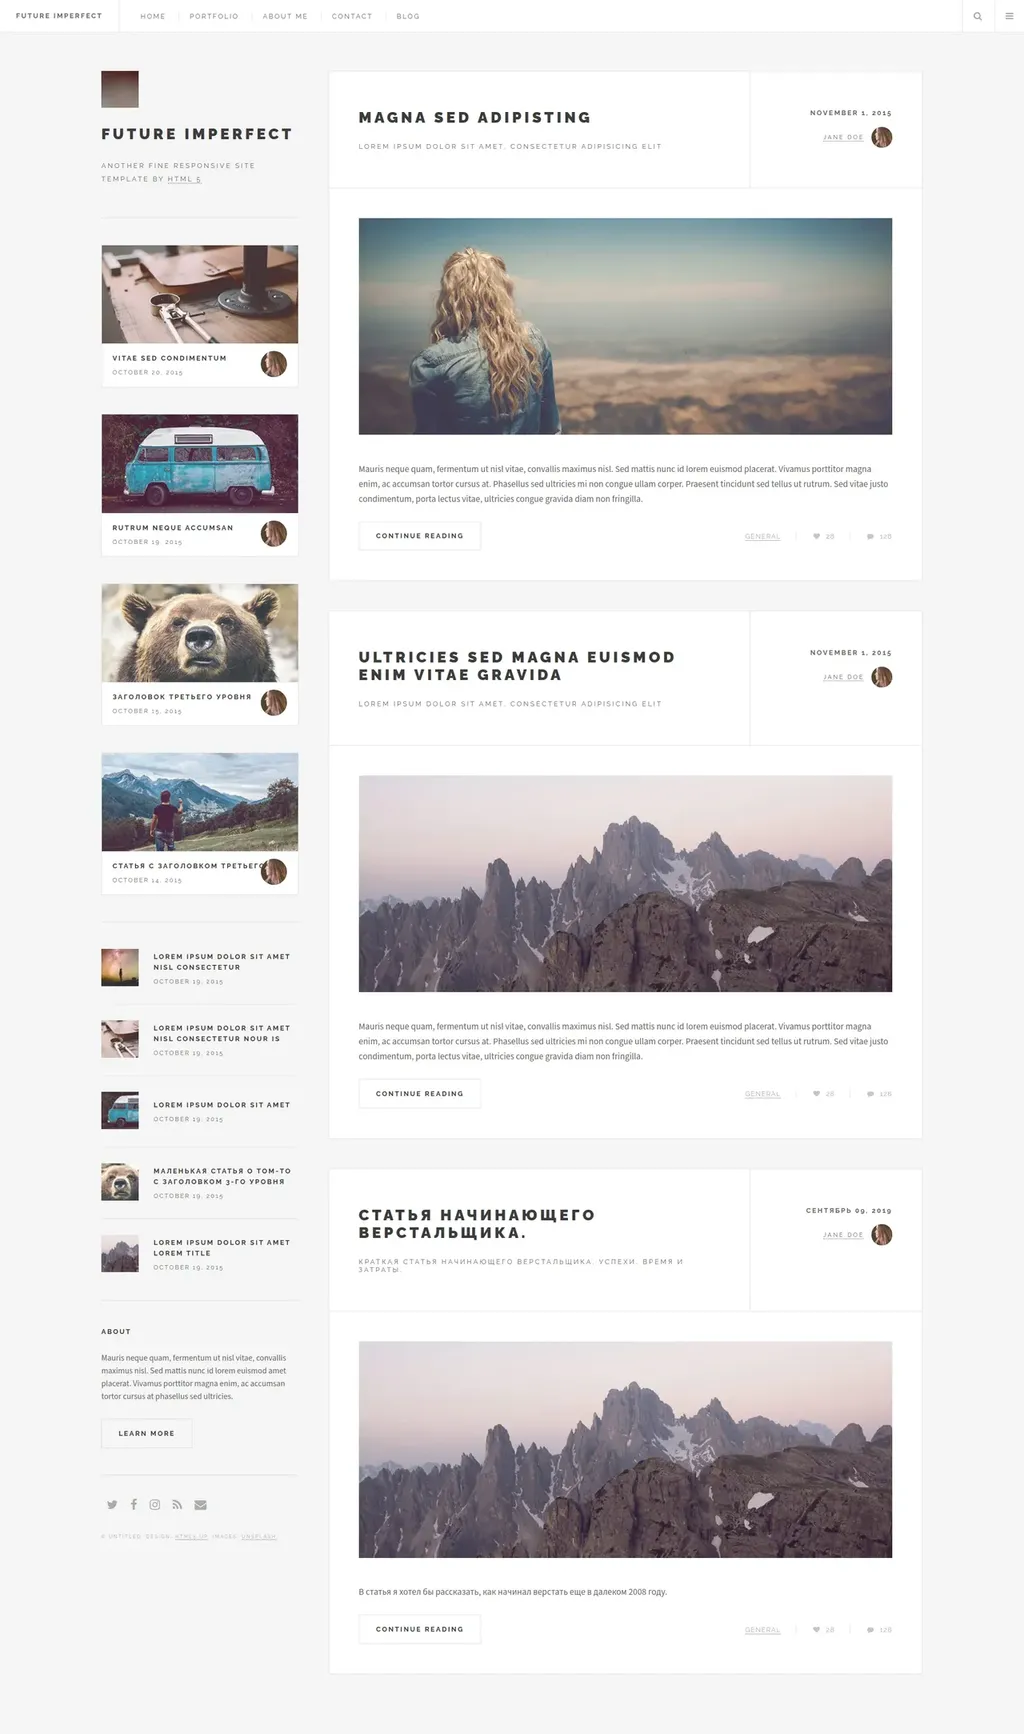 FUTURE IMPERFECT
HOME
PORTFOLIO
ABOUT ME
CONTACT
BLOG
FUTURE IMPERFECT
ANOTHER FINE RESPONSIVE SITE
TEMPLATE BY HTML 5
VITAE SED CONDIMENTUM
OCTOBER 20, 2015
RUTRUM NEQUE ACCUMSAN
OCTOBER 19, 2015
ЗАГОЛОВОК ТРЕТЬЕГО УРОВНЯ
OCTOBER 15, 2015
СТАТЬЯ С ЗАГОЛОВКОМ ТРЕТЬЕГО
OCTOBER 14, 2015
LOREM IPSUM DOLOR SIT AMET
NISL CONSECTETUR
OCTOBER 19, 2015
LOREM IPSUM DOLOR SIT AMET
NISL CONSECTETUR NOUR IS
OCTOBER 19, 2015
LOREM IPSUM DOLOR SIT AMET
OCTOBER 19, 2015
МАЛЕНЬКАЯ СТАТЬЯ О ТОМ-ТО
С ЗАГОЛОВКОМ 3-ГО УРОВНЯ
OCTOBER 19, 2015
LOREM IPSUM DOLOR SIT AMET
LOREM TITLE
OCTOBER 19, 2015
ABOUT
Mauris neque quam, fermentum ut nisl vitae, convallis
maximus nisl. Sed mattis nunc id lorem euismod amet
placerat. Vivamus porttitor magna enim, ac accumsan
tortor cursus at phasellus sed ultricies.
LEARN MORE
© UNTITLED. DESIGN: HTML5 UP. IMAGES: UNSPLASH.
MAGNA SED ADIPISTING
LOREM IPSUM DOLOR SIT AMET, CONSECTETUR ADIPISICING ELIT
NOVEMBER 1, 2015
JANE DOE
Mauris neque quam, fermentum ut nisl vitae, convallis maximus nisl. Sed mattis nunc id lorem euismod placerat. Vivamus porttitor magna
enim, ac accumsan tortor cursus at. Phasellus sed ultricies mi non congue ullam corper. Praesent tincidunt sed tellus ut rutrum. Sed vitae justo
condimentum, porta lectus vitae, ultricies congue gravida diam non fringilla.
CONTINUE READING
GENERAL
28
128
ULTRICIES SED MAGNA EUISMOD
ENIM VITAE GRAVIDA
LOREM IPSUM DOLOR SIT AMET, CONSECTETUR ADIPISICING ELIT
NOVEMBER 1, 2015
JANE DOE
Mauris neque quam, fermentum ut nisl vitae, convallis maximus nisl. Sed mattis nunc id lorem euismod placerat. Vivamus porttitor magna
enim, ac accumsan tortor cursus at. Phasellus sed ultricies mi non congue ullam corper. Praesent tincidunt sed tellus ut rutrum. Sed vitae justo
condimentum, porta lectus vitae, ultricies congue gravida diam non fringilla.
CONTINUE READING
GENERAL
28
128
СТАТЬЯ НАЧИНАЮЩЕГО
ВЕРСТАЛЬЩИКА.
КРАТКАЯ СТАТЬЯ НАЧИНАЮЩЕГО ВЕРСТАЛЬЩИКА. УСПЕХИ. ВРЕМЯ И
ЗАТРАТЫ.
СЕНТЯБРЬ 09, 2019
JANE DOE
В статья я хотел бы рассказать, как начинал верстать еще в далеком 2008 году.
CONTINUE READING
GENERAL
28
128